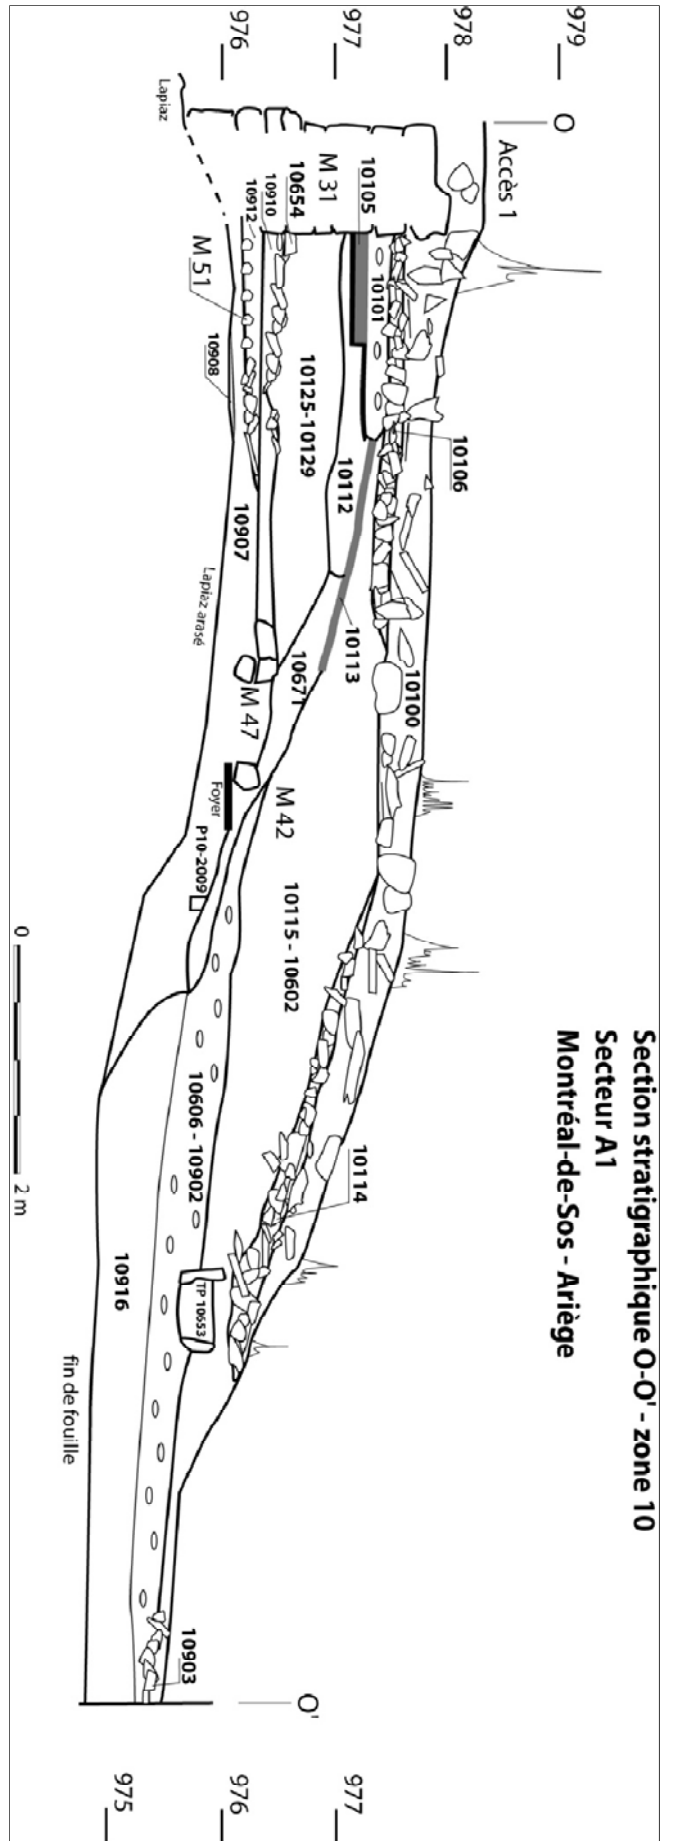 Section stratigraphique O-O' - zone 10
Secteur A1
Montréal-de-Sos - Ariège
979
978
977
976
O
Accès 1
Lapiaz
M 31
10105
10101
10654
10910
10912
M 51
10908
10125-10129
10112
10106
10907
Lapiaz arasé
10113
10671
10100
M 47
M 42
Foyer
P10-2009
10115 - 10602
10606 - 10902
10114
TP 10653
10916
fin de fouille
10903
O'
977
976
975
0
2 m